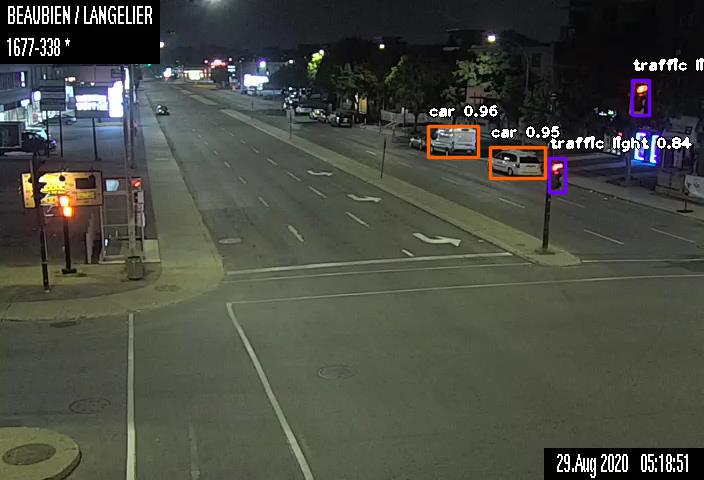 BEAUBIEN / LANGELIER
1677-338 *
traffic li
car 0.96
car 0.95
traffic light 0.84
29.Aug 2020 05:18:51